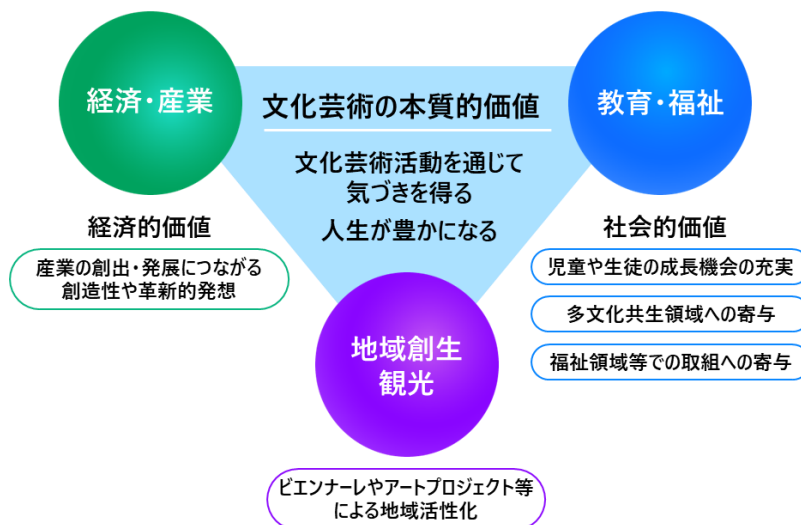 経済・産業
文化芸術の本質的価値
教育・福祉
文化芸術活動を通じて
気づきを得る
人生が豊かになる
経済的価値
産業の創出・発展につながる
創造性や革新的発想
社会的価値
児童や生徒の成長機会の充実
多文化共生領域への寄与
福祉領域等での取組への寄与
地域創生
観光
ビエンナーレやアートプロジェクト等
による地域活性化